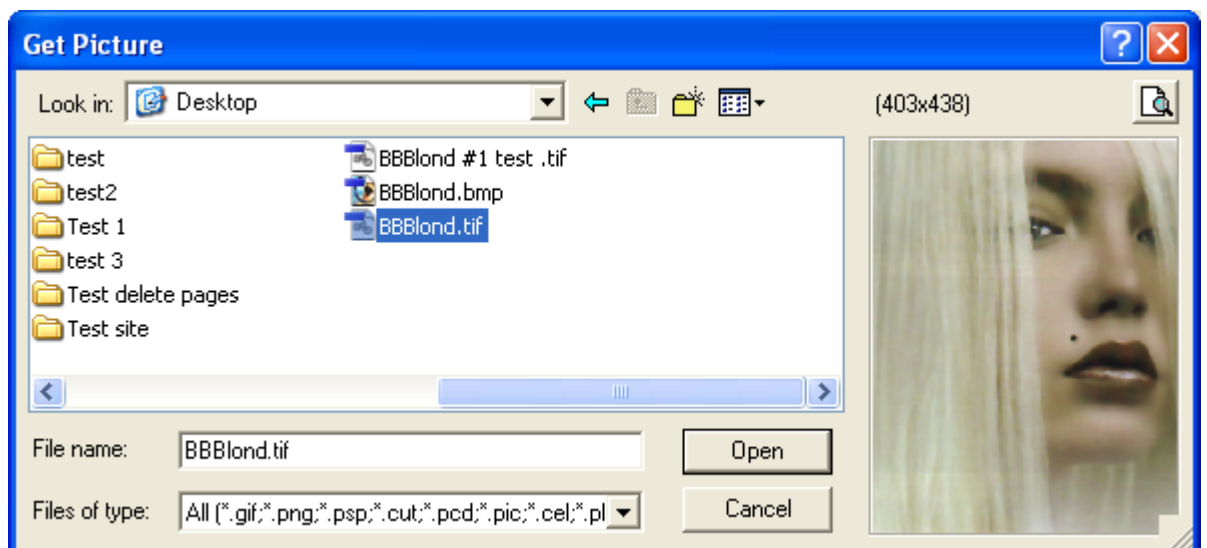 Get Picture
Look in: Desktop (403x438)
test BBBlond #1 test .tif
test2 BBBlond.bmp
Test 1 BBBlond.tif
test 3
Test delete pages
Test site
File name: BBBlond.tif Open
Files of type: All (*.gif;*.png;*.psp;*.cut;*.pcd;*.pic;*.cel;*.pl Cancel